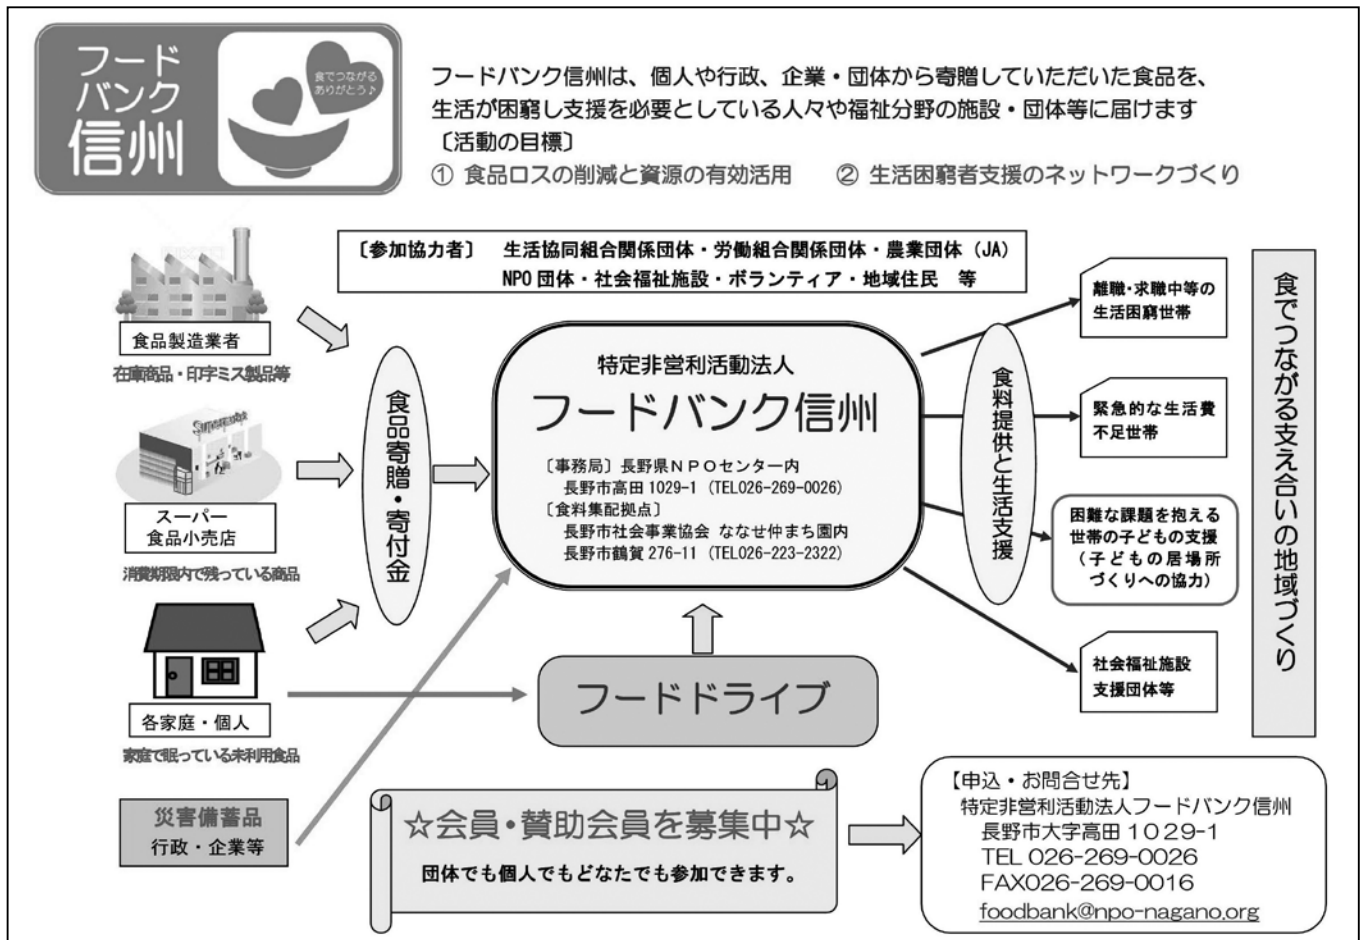 フード
バンク
信州
食でつながる
ありがとう♪
フードバンク信州は、個人や行政、企業・団体から寄贈していただいた食品を、
生活が困窮し支援を必要としている人々や福祉分野の施設・団体等に届けます
〔活動の目標〕
① 食品ロスの削減と資源の有効活用　② 生活困窮者支援のネットワークづくり
〔参加協力者〕 生活協同組合関係団体・労働組合関係団体・農業団体（JA）
NPO団体・社会福祉施設・ボランティア・地域住民 等
食品製造業者
在庫商品・印字ミス製品等
Supermarket
スーパー
食品小売店
消費期限内で残っている商品
各家庭・個人
家庭で眠っている未利用食品
災害備蓄品
行政・企業等
食品寄贈・寄付金
特定非営利活動法人
フードバンク信州
〔事務局〕長野県ＮＰＯセンター内
長野市高田1029-1（TEL026-269-0026）
〔食料集配拠点〕
長野市社会事業協会 ななせ仲まち園内
長野市鶴賀276-11（TEL026-223-2322）
フードドライブ
食料提供と生活支援
離職・求職中等の
生活困窮世帯
緊急的な生活費
不足世帯
困難な課題を抱える
世帯の子どもの支援
（子どもの居場所
づくりへの協力）
社会福祉施設
支援団体等
食でつながる支え合いの地域づくり
☆会員・賛助会員を募集中☆
団体でも個人でもどなたでも参加できます。
【申込・お問合せ先】
特定非営利活動法人フードバンク信州
長野市大字高田１０２９-１
TEL 026-269-0026
FAX026-269-0016
foodbank@npo-nagano.org